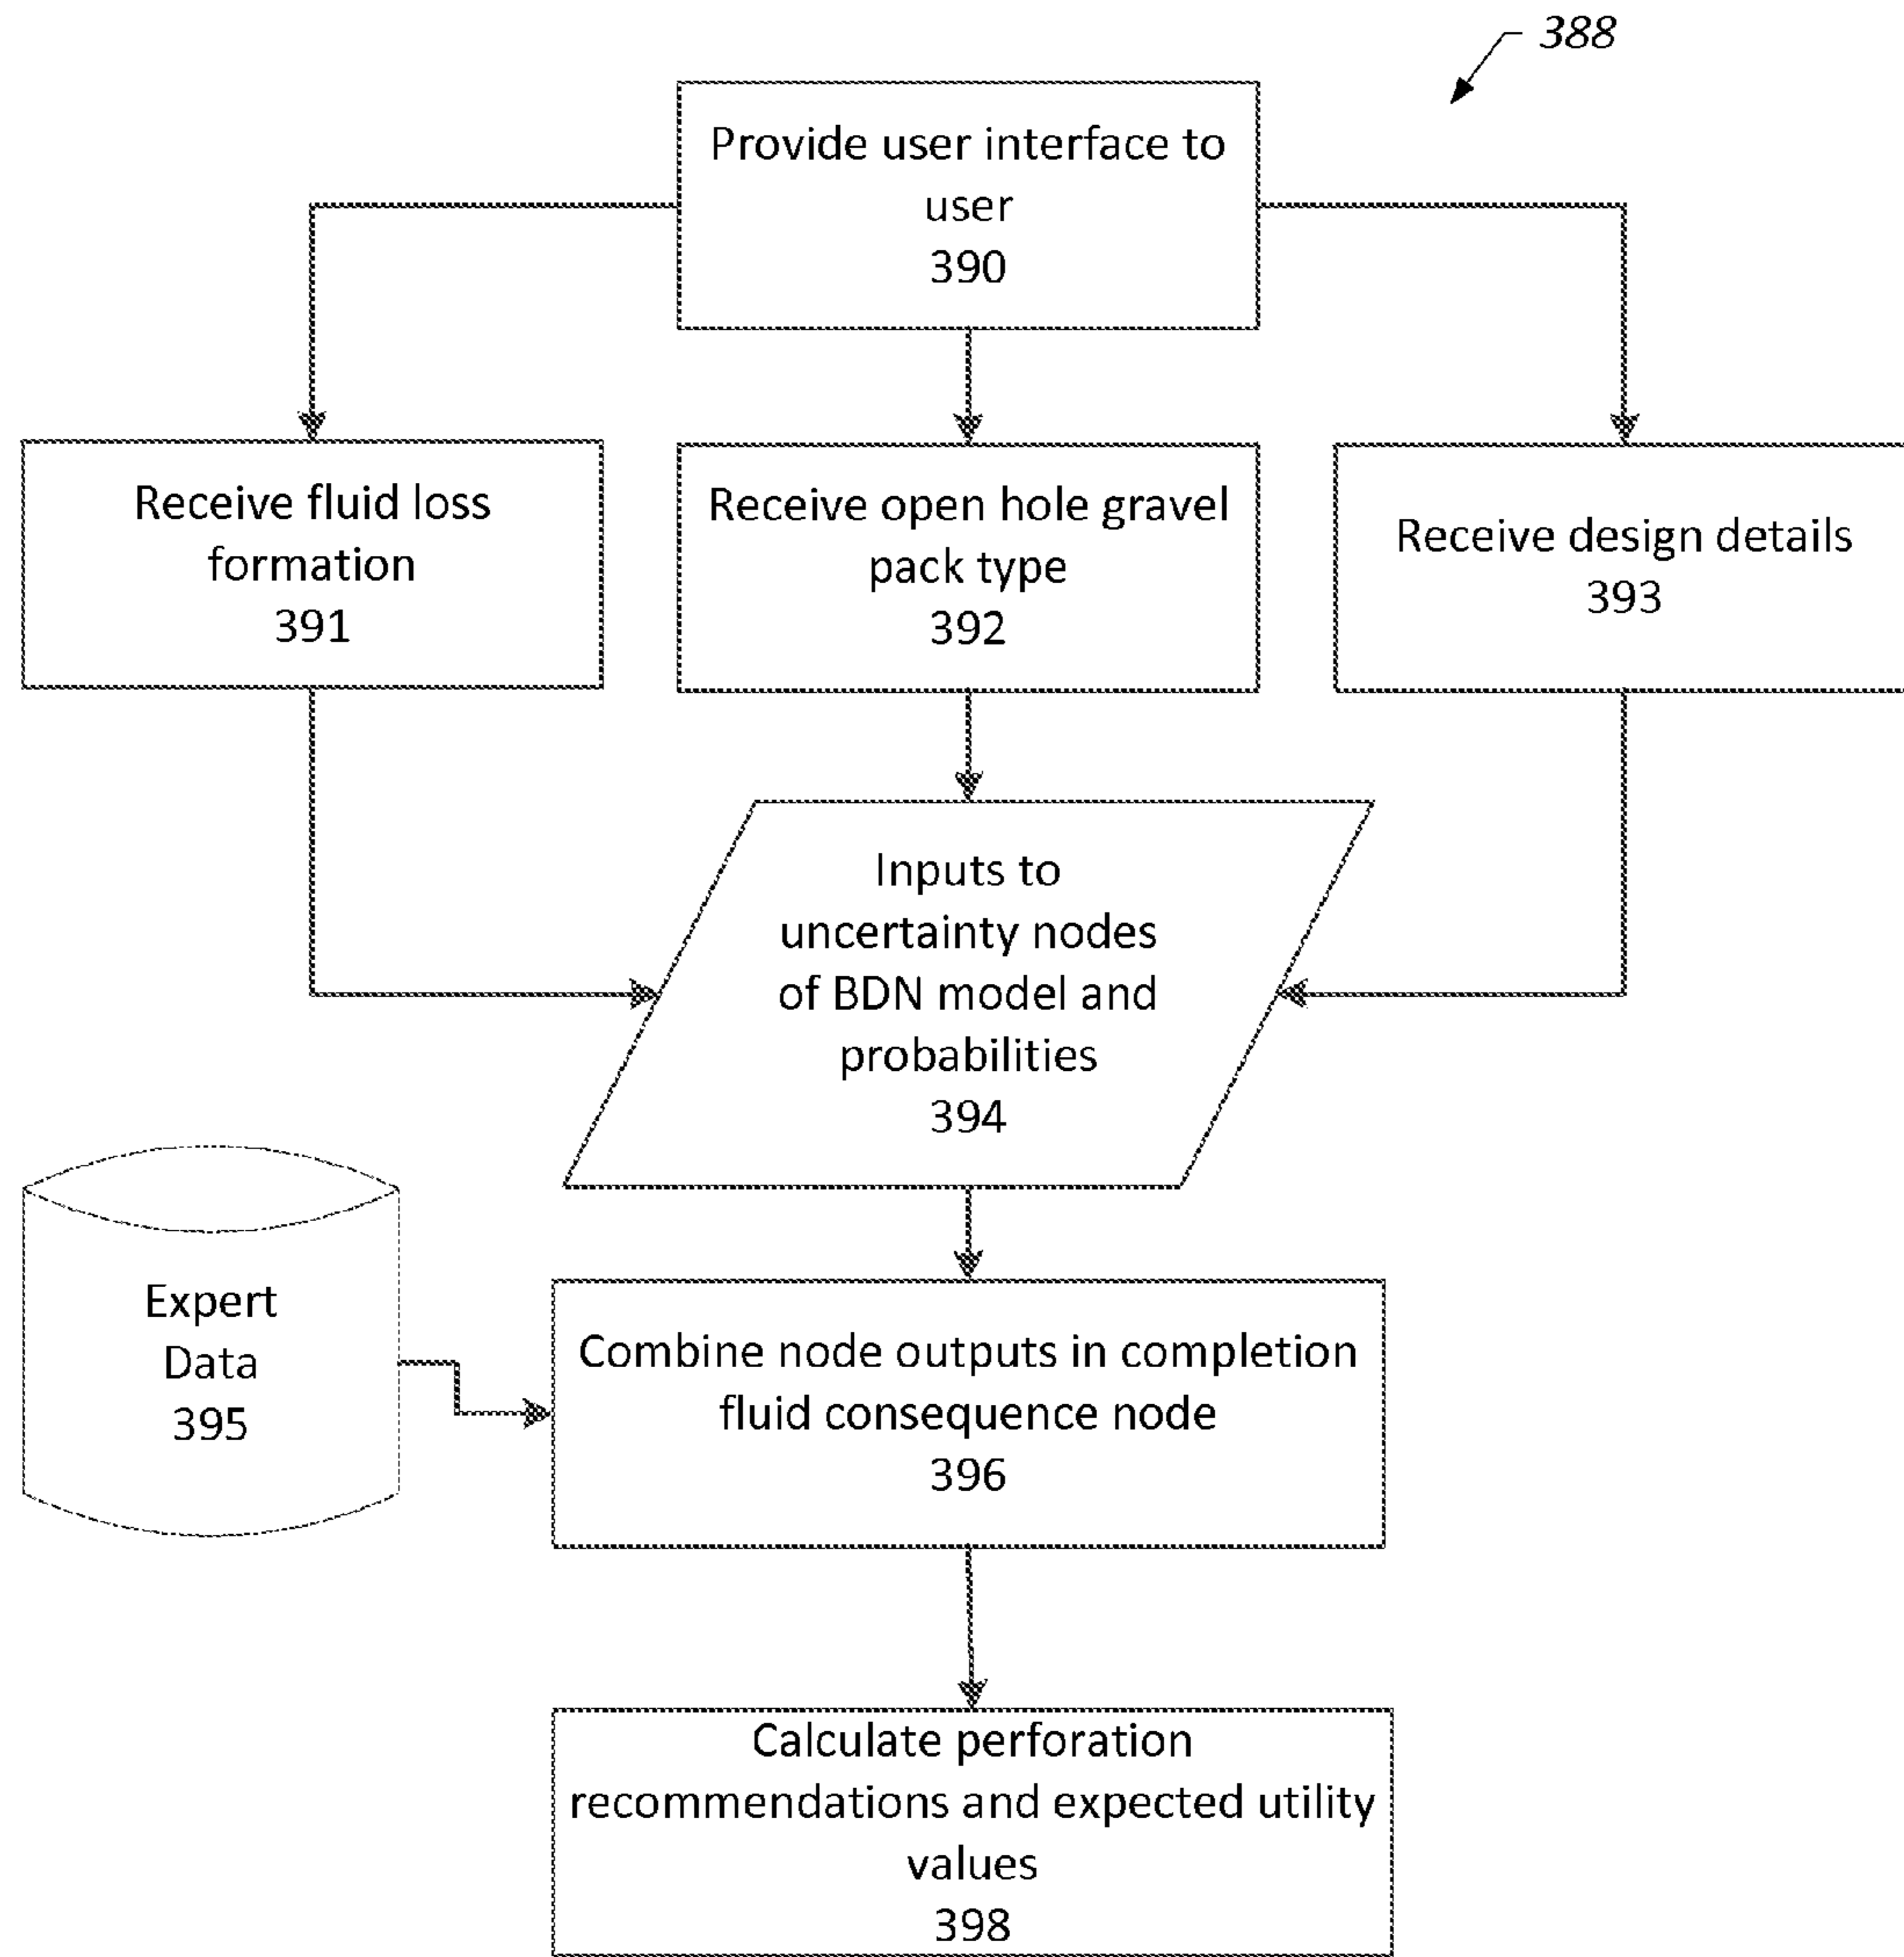 388
Provide user interface to
user
390
Receive fluid loss
formation
391
Receive open hole gravel
pack type
392
Receive design details
393
Inputs to
uncertainty nodes
of BDN model and
probabilities
394
Expert
Data
395
Combine node outputs in completion
fluid consequence node
396
Calculate perforation
recommendations and expected utility
values
398